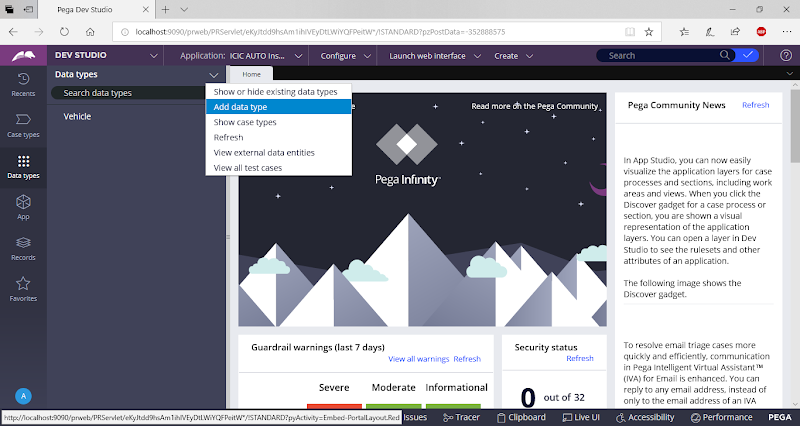 Pega Dev Studio
localhost:9090/prweb/PRServlet/eKyJtdd9hsAm1ihIVEyDtLWiYQFPeitW*/!STANDARD?pzPostData=-352888575
DEV STUDIO
Application: ICIC AUTO Ins...
Configure
Launch web interface
Create
Search
Data types
Home
Search data types
Vehicle
Recents
Case types
Data types
App
Records
Favorites
A
Show or hide existing data types
Add data type
Show case types
Refresh
View external data entities
View all test cases
Read more on the Pega Community
Pega Infinity™
Guardrail warnings (last 7 days)
View all warnings Refresh
Severe Moderate Informational
Security status
Refresh
0 out of 32
Pega Community News Refresh
In App Studio, you can now easily
visualize the application layers for case
processes and sections, including work
areas and views. When you click the
Discover gadget for a case process or
section, you are shown a visual
representation of the application
layers. You can open a layer in Dev
Studio to see the rulesets and other
attributes of an application.
The following image shows the
Discover gadget.
To resolve email triage cases more
quickly and efficiently, communication
in Pega Intelligent Virtual Assistant™
(IVA) for Email is enhanced. You can
reply to any email address, instead of
only to the email address of an IVA
http://localhost:9090/prweb/PRServlet/eKyJtdd9hsAm1ihIVEyDtLWiYQFPeitW*/!STANDARD?pyActivity=Embed-PortalLayout.Red
Issues
Tracer
Clipboard
Live UI
Accessibility
Performance
PEGA